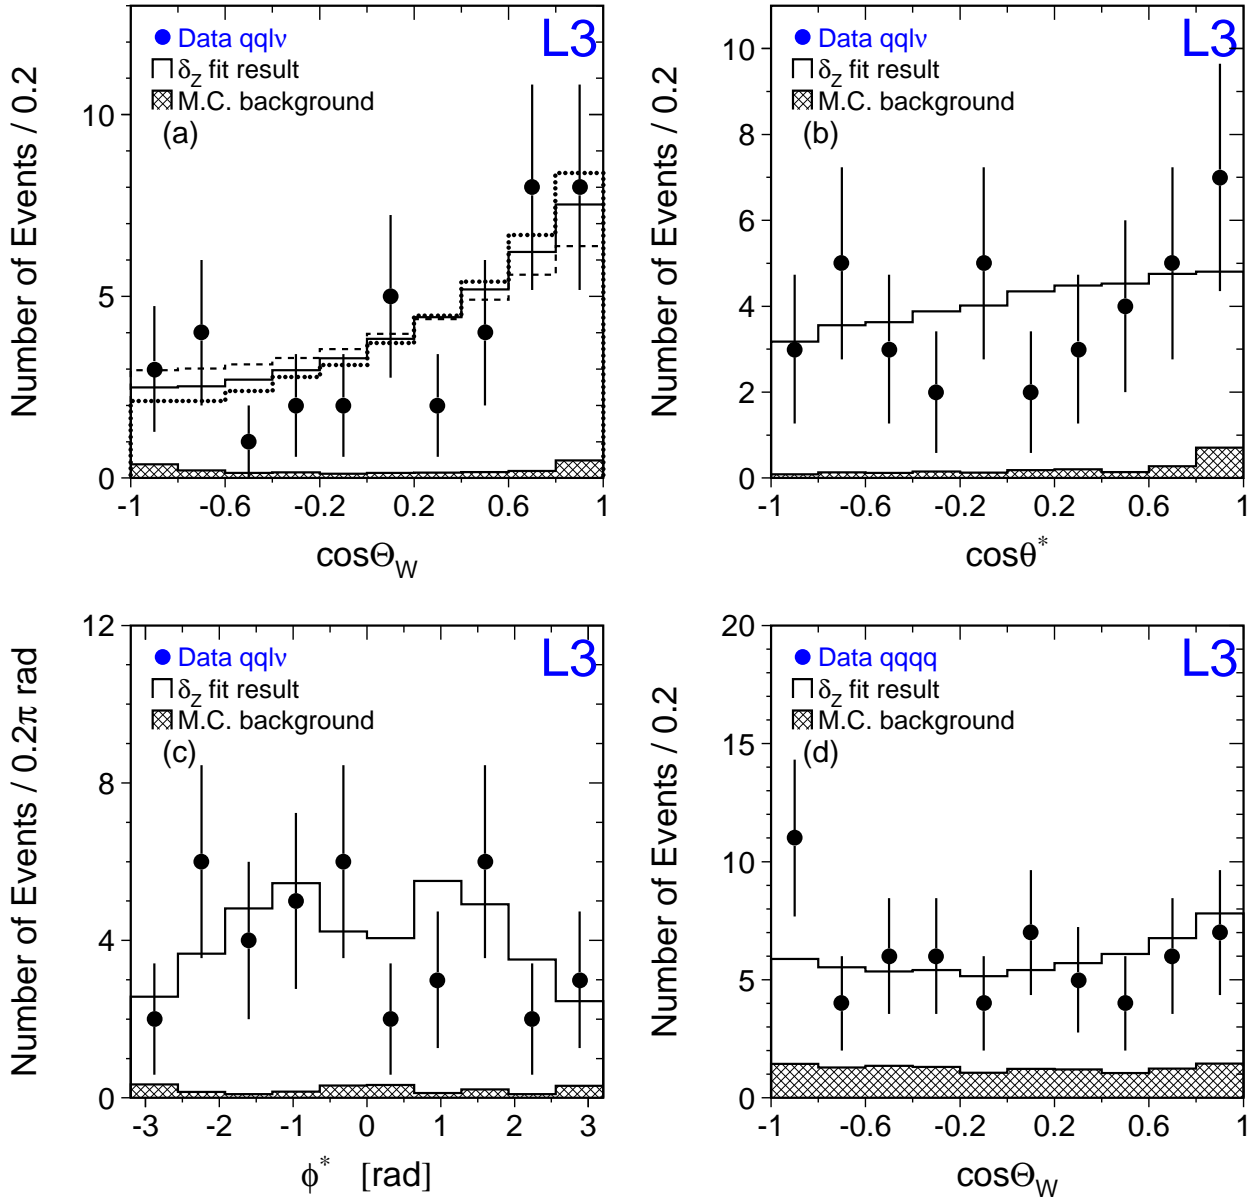 L3
Data qqlν
δZ fit result
M.C. background
(a)
Number of Events / 0.2
10
5
0
-1 -0.6 -0.2 0.2 0.6 1
cosΘW
L3
Data qqlν
δZ fit result
M.C. background
(b)
Number of Events / 0.2
10
8
6
4
2
0
-1 -0.6 -0.2 0.2 0.6 1
cosθ*
L3
Data qqlν
δZ fit result
M.C. background
(c)
Number of Events / 0.2π rad
12
8
4
0
-3 -2 -1 0 1 2 3
ϕ* [rad]
L3
Data qqqq
δZ fit result
M.C. background
(d)
Number of Events / 0.2
20
15
10
5
0
-1 -0.6 -0.2 0.2 0.6 1
cosΘW